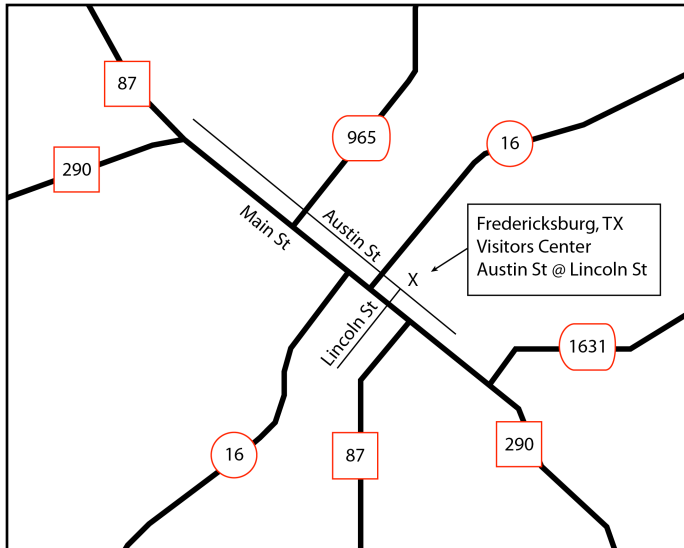 87
965
16
290
Main St
Austin St
Fredericksburg, TX
Visitors Center
Austin St @ Lincoln St
X
Lincoln St
1631
16
87
290